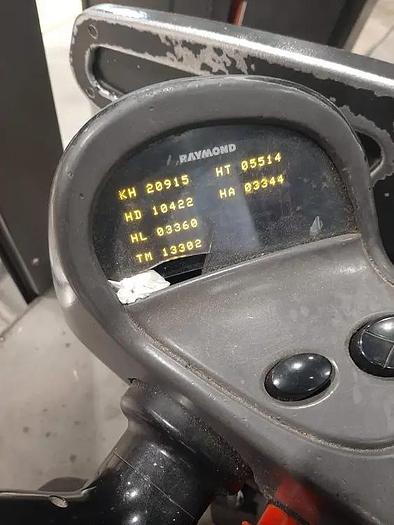 RAYMOND
KH 20915 HT 05514
HD 10422 HA 03344
HL 03360
TM 13302